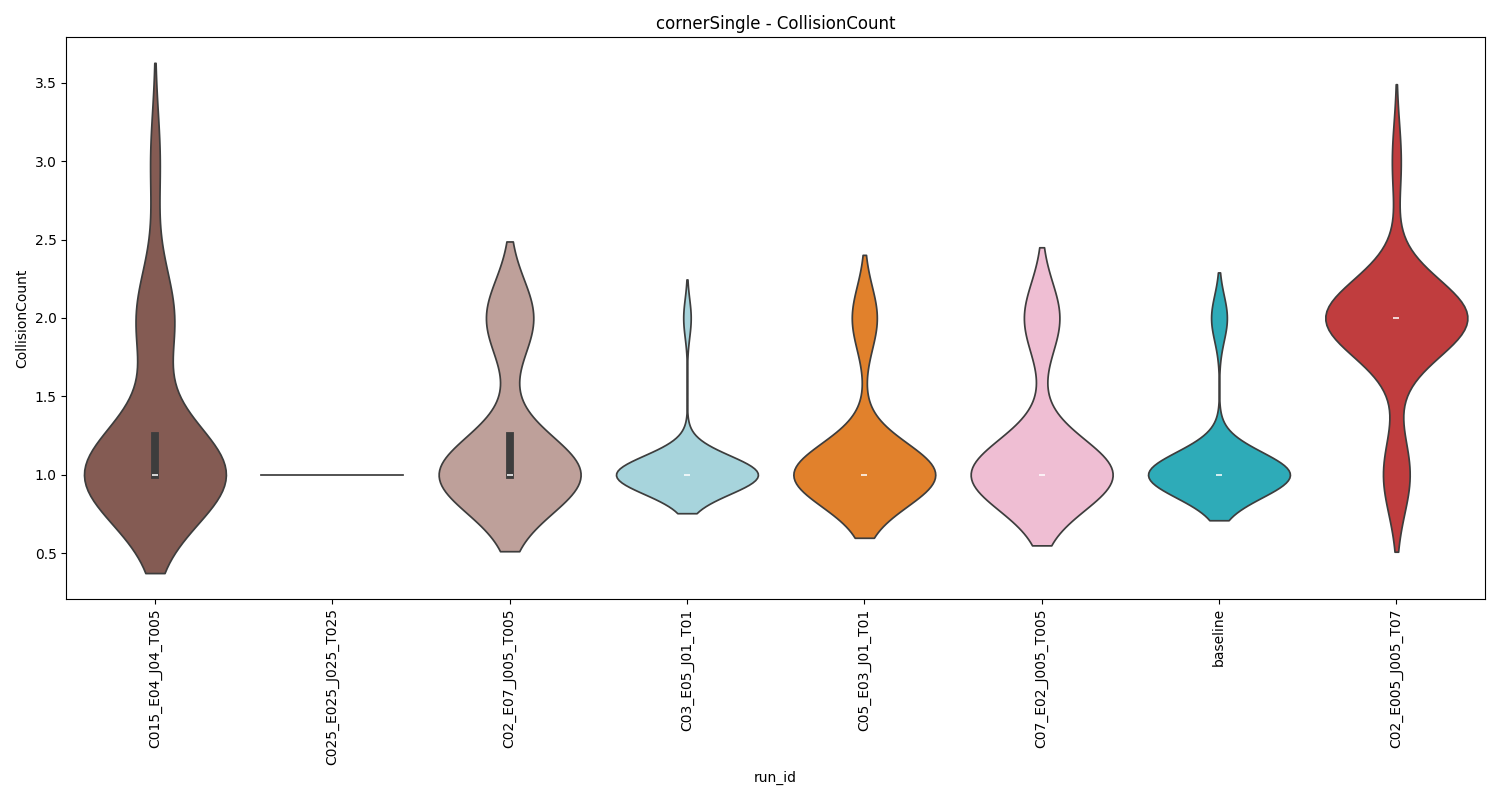 cornerSingle - CollisionCount
CollisionCount
3.5
3.0
2.5
2.0
1.5
1.0
0.5
C015_E04_J04_T005
C025_E025_J025_T025
C02_E07_J005_T005
C03_E05_J01_T01
C05_E03_J01_T01
C07_E02_J005_T005
baseline
C02_E005_J005_T07
run_id